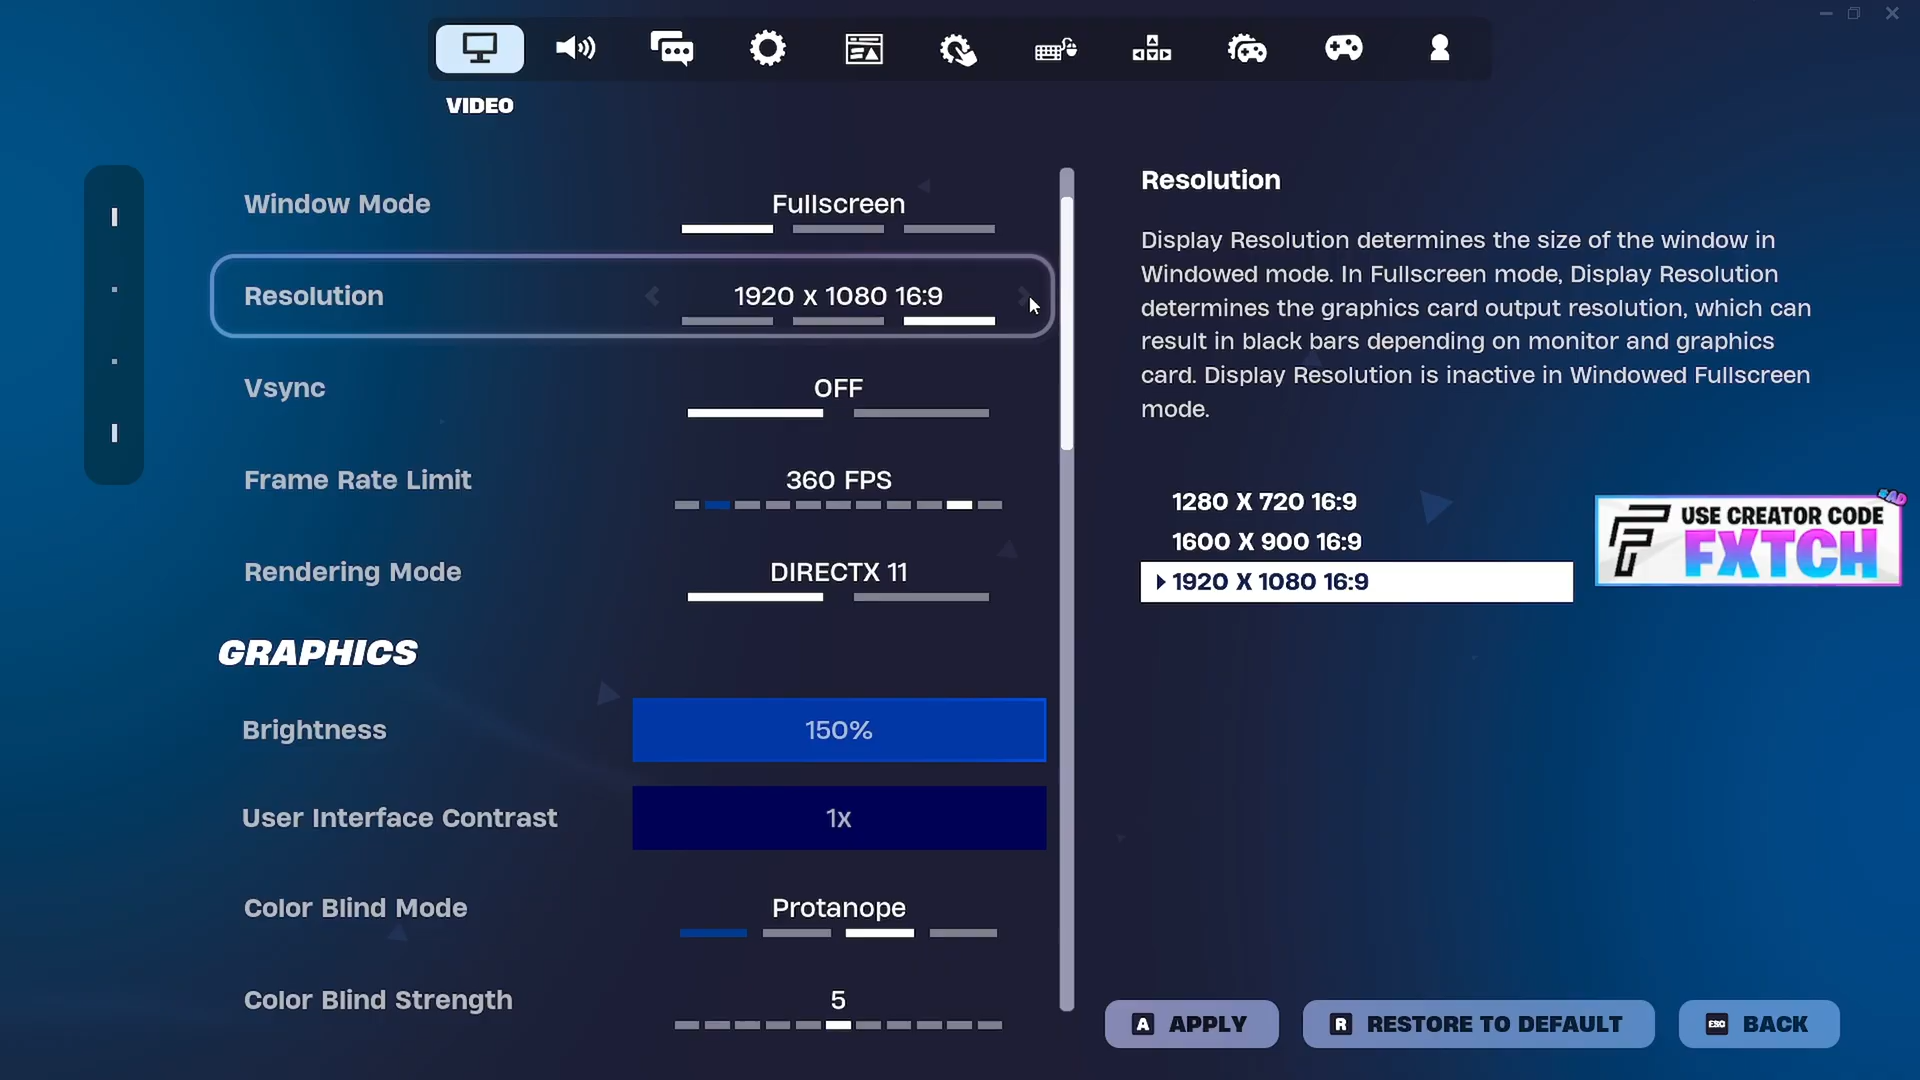 VIDEO
Window Mode
Fullscreen
Resolution
1920 x 1080 16:9
Vsync
OFF
Frame Rate Limit
360 FPS
Rendering Mode
DIRECTX 11
GRAPHICS
Brightness
150%
User Interface Contrast
1x
Color Blind Mode
Protanope
Color Blind Strength
5
Resolution
Display Resolution determines the size of the window in
Windowed mode. In Fullscreen mode, Display Resolution
determines the graphics card output resolution, which can
result in black bars depending on monitor and graphics
card. Display Resolution is inactive in Windowed Fullscreen
mode.
1280 X 720 16:9
1600 X 900 16:9
1920 X 1080 16:9
#AD
USE CREATOR CODE
FXTCH
A APPLY
R RESTORE TO DEFAULT
ESC BACK